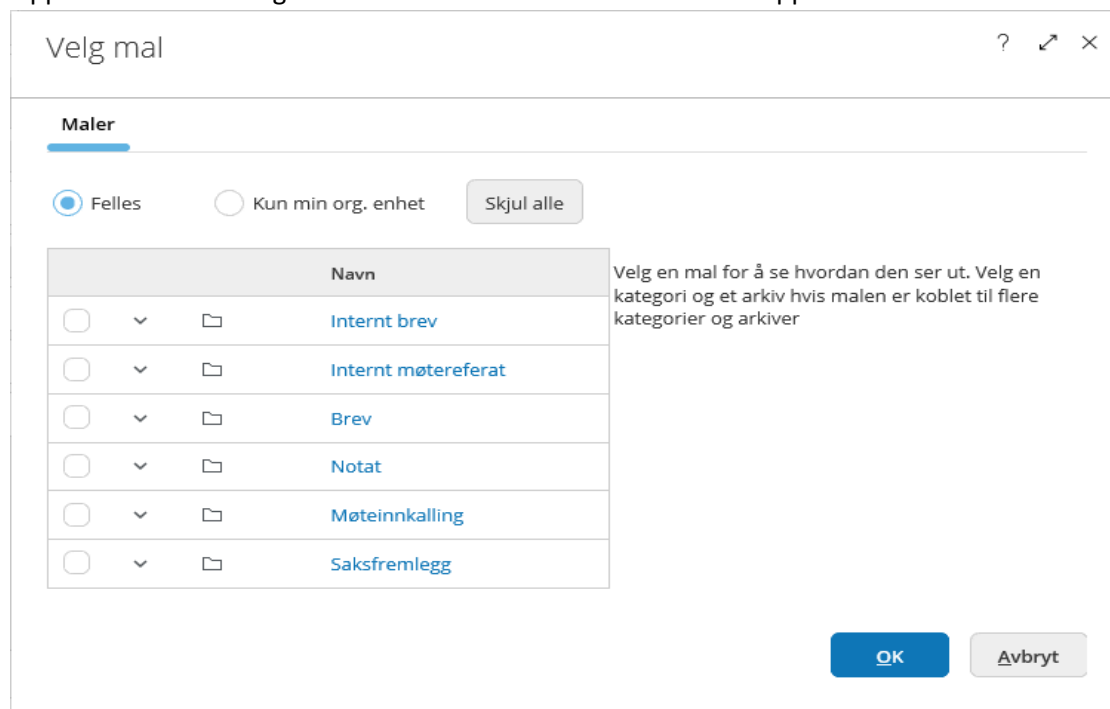 Velg mal
?
Maler
Felles
Kun min org. enhet
Skjul alle
Navn
Velg en mal for å se hvordan den ser ut. Velg en
kategori og et arkiv hvis malen er koblet til flere
kategorier og arkiver
Internt brev
Internt møtereferat
Brev
Notat
Møteinnkalling
Saksfremlegg
OK
Avbryt